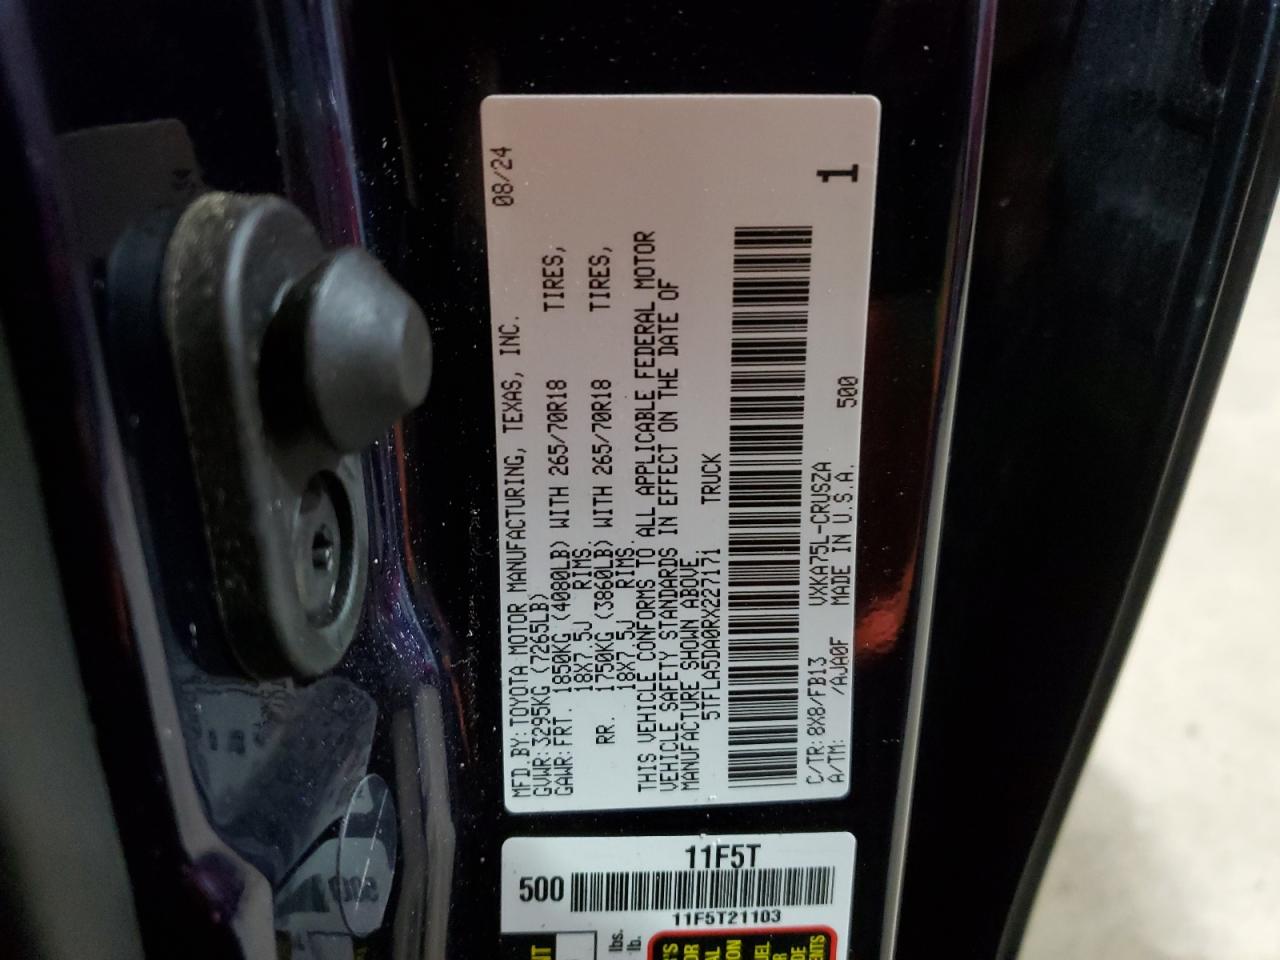 MFD.BY:TOYOTA MOTOR MANUFACTURING, TEXAS, INC. 08/24
GVWR:3295KG (7265LB)
GAWR:FRT. 1850KG (4080LB) WITH 265/70R18 TIRES,
18X7.5J RIMS.
RR. 1750KG (3860LB) WITH 265/70R18 TIRES,
18X7.5J RIMS.
THIS VEHICLE CONFORMS TO ALL APPLICABLE FEDERAL MOTOR
VEHICLE SAFETY STANDARDS IN EFFECT ON THE DATE OF
MANUFACTURE SHOWN ABOVE.
5TFLA5DA0RX227171 TRUCK
C/TR:8X8/FB13 VXKA75L-CRUSZA 500
A/TM: /AJA0F MADE IN U.S.A.
1
11F5T
500
11F5T21103
lbs.
lb.